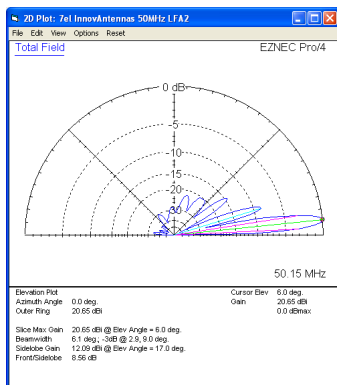 2D Plot: 7el InnovAntennas 50MHz LFA2
File Edit View Options Reset
Total Field
EZNEC Pro/4
0 dB
-5
-10
-15
-20
-30
50.15 MHz
Elevation Plot
Azimuth Angle 0.0 deg.
Outer Ring 20.65 dBi
Cursor Elev 6.0 deg.
Gain 20.65 dBi
0.0 dBmax
Slice Max Gain 20.65 dBi @ Elev Angle = 6.0 deg.
Beamwidth 6.1 deg.; -3dB @ 2.9, 9.0 deg.
Sidelobe Gain 12.09 dBi @ Elev Angle = 17.0 deg.
Front/Sidelobe 8.56 dB